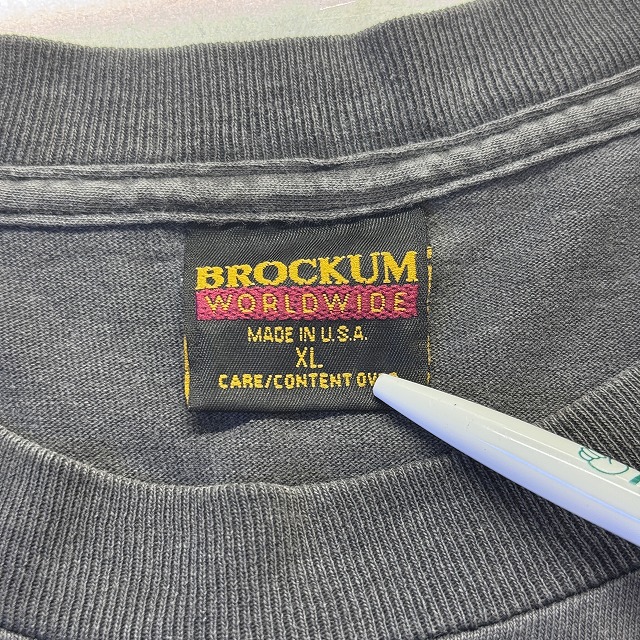 BROCKUM
WORLDWIDE
MADE IN U.S.A.
XL
CARE/CONTENT